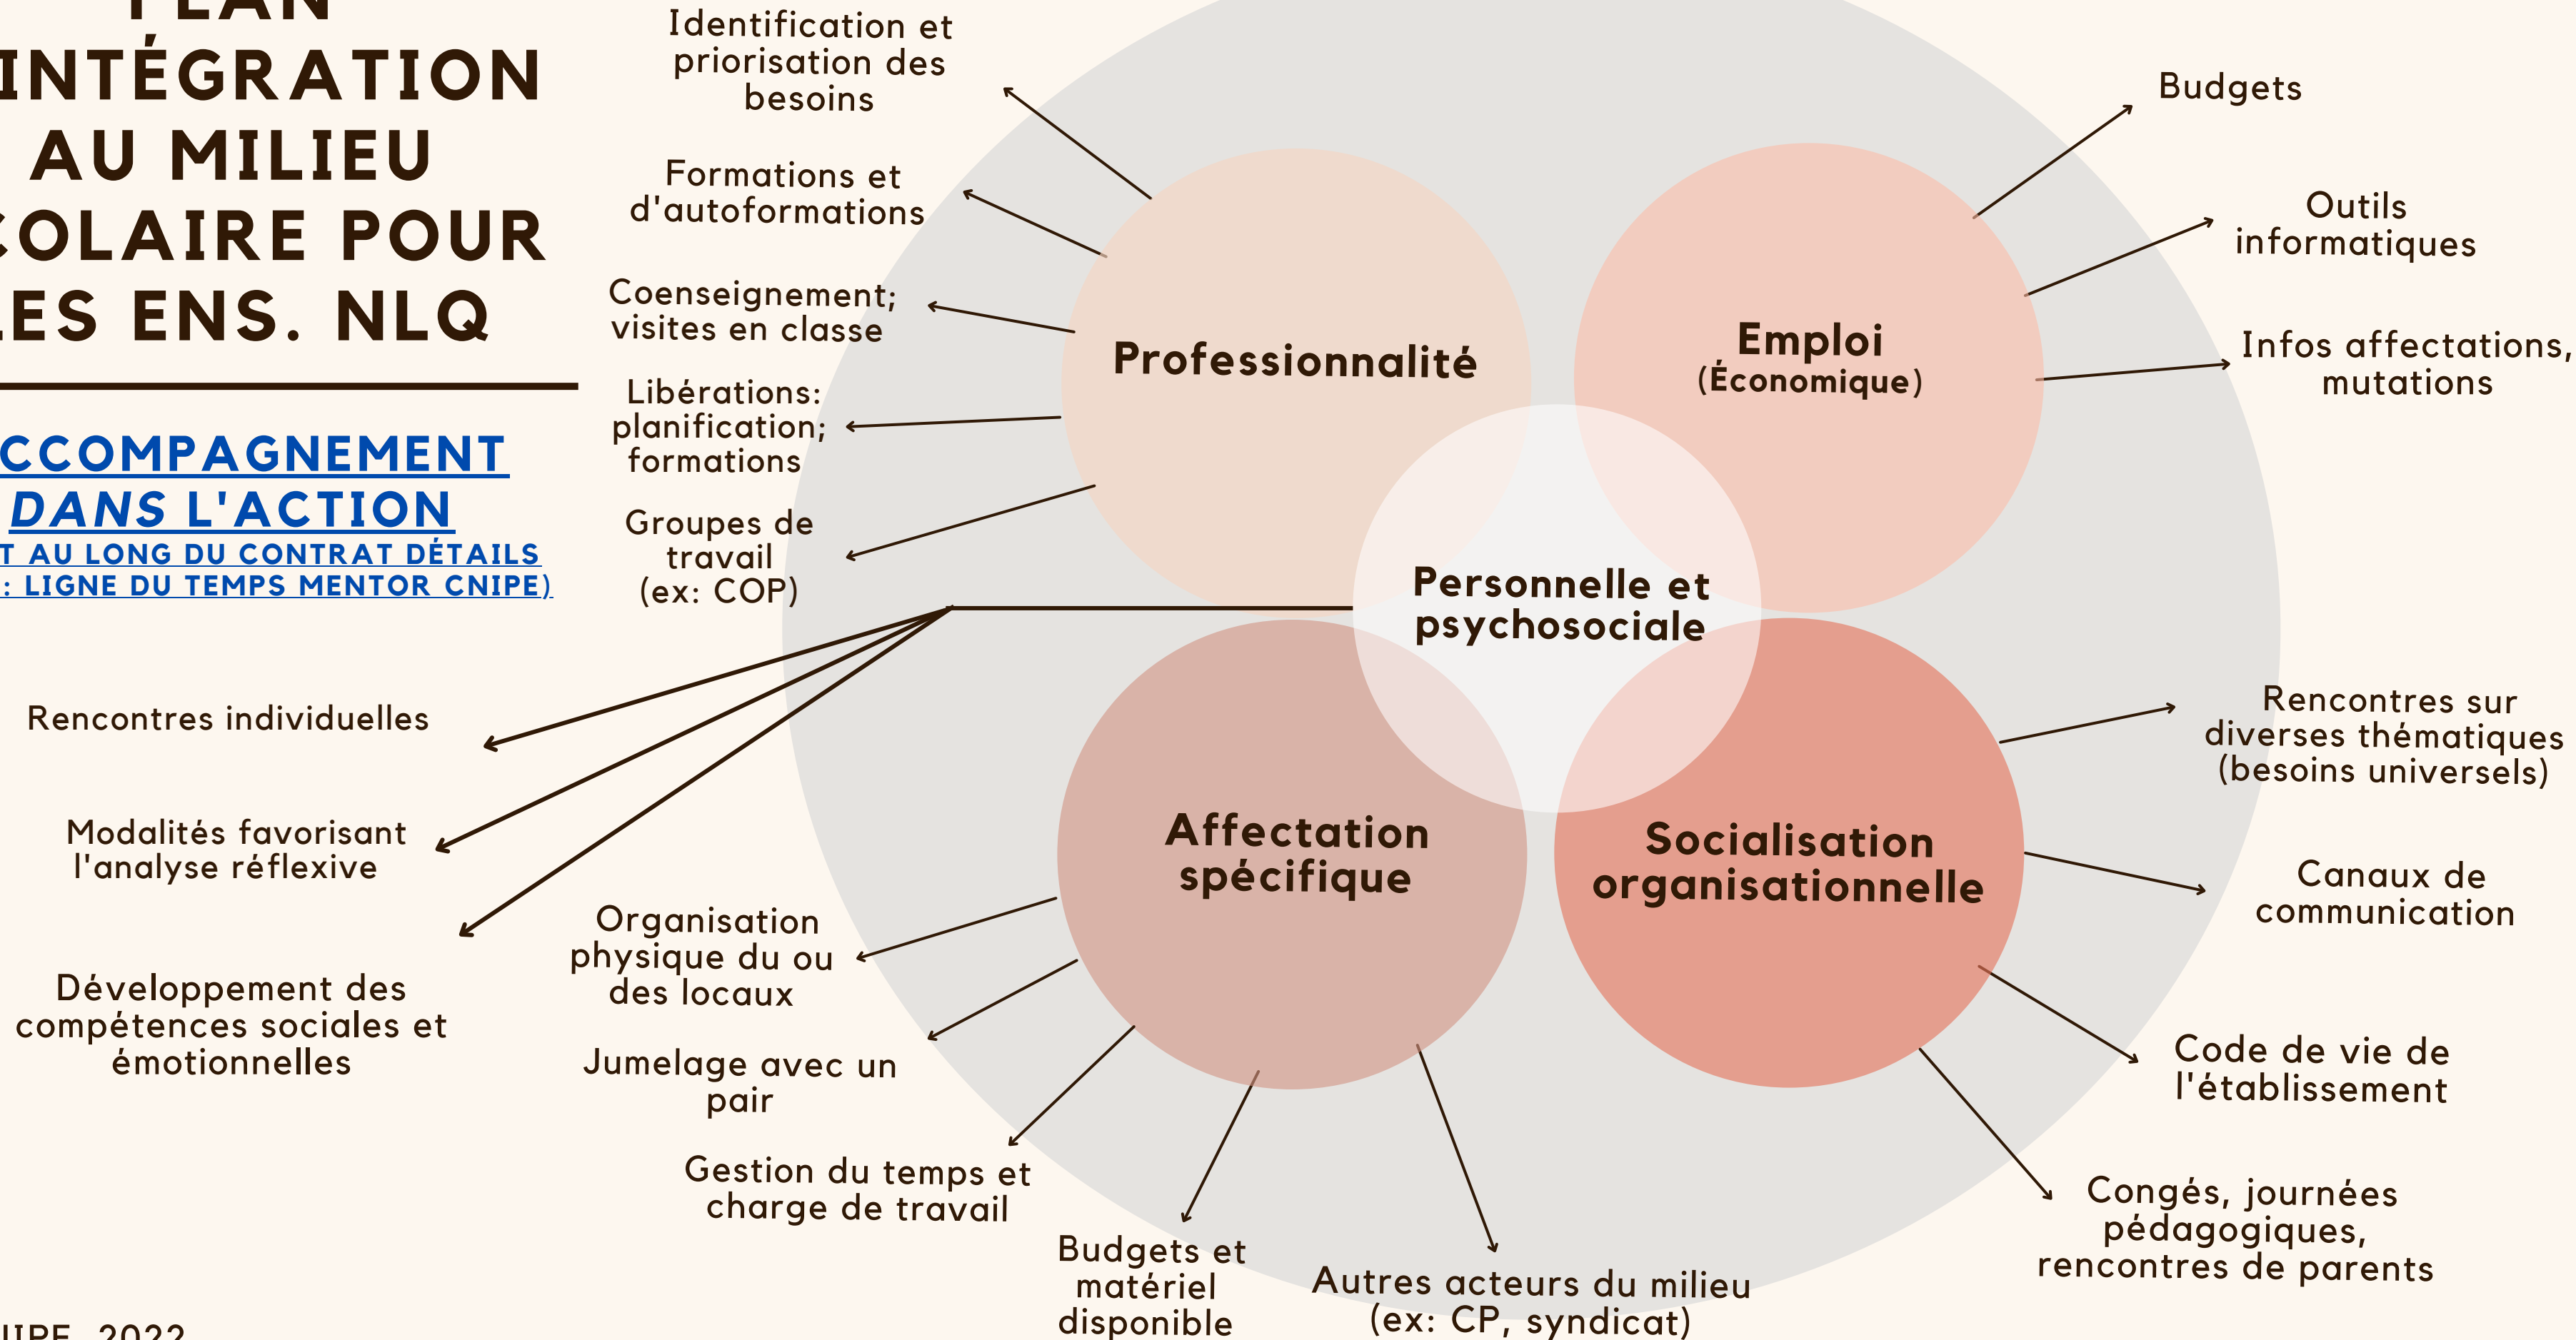 PLAN
INTÉGRATION
AU MILIEU
COLAIRE POUR
LES ENS. NLQ
CCOMPAGNEMENT
DANS L'ACTION
T AU LONG DU CONTRAT DÉTAILS
: LIGNE DU TEMPS MENTOR CNIPE)
Identification et
priorisation des
besoins
Formations et
d'autoformations
Coenseignement;
visites en classe
Libérations:
planification;
formations
Groupes de
travail
(ex: COP)
Professionnalité
Emploi
(Économique)
Budgets
Outils
informatiques
Infos affectations,
mutations
Personnelle et
psychosociale
Rencontres individuelles
Modalités favorisant
l'analyse réflexive
Développement des
compétences sociales et
émotionnelles
Affectation
spécifique
Organisation
physique du ou
des locaux
Jumelage avec un
pair
Gestion du temps et
charge de travail
Budgets et
matériel
disponible
Autres acteurs du milieu
(ex: CP, syndicat)
Socialisation
organisationnelle
Rencontres sur
diverses thématiques
(besoins universels)
Canaux de
communication
Code de vie de
l'établissement
Congés, journées
pédagogiques,
rencontres de parents
2022